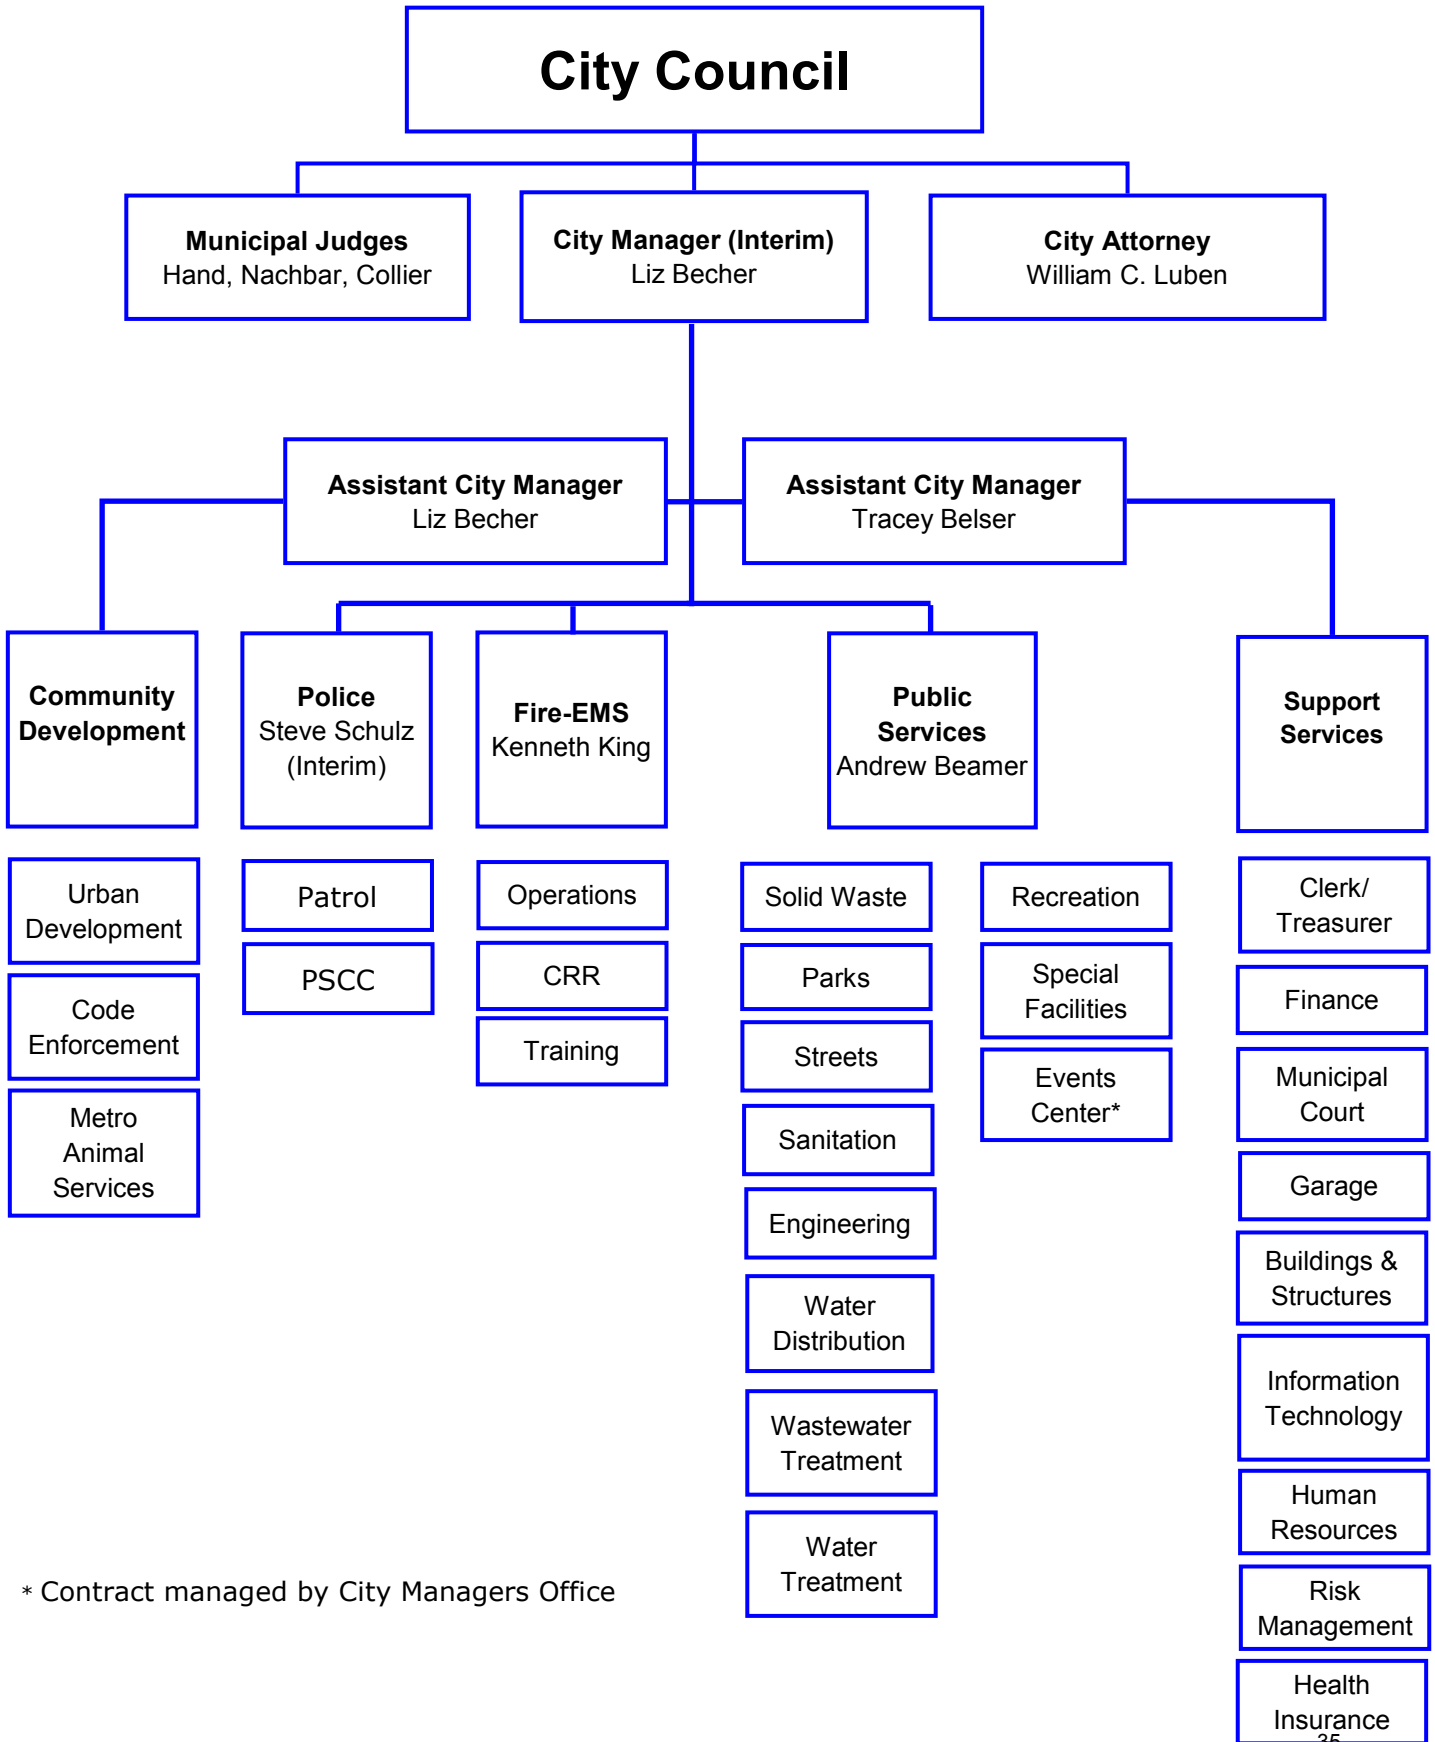 City Council
Municipal Judges
Hand, Nachbar, Collier
City Manager (Interim)
Liz Becher
City Attorney
William C. Luben
Assistant City Manager
Liz Becher
Assistant City Manager
Tracey Belser
Community
Development
Police
Steve Schulz
(Interim)
Fire-EMS
Kenneth King
Public
Services
Andrew Beamer
Support
Services
Urban
Development
Code
Enforcement
Metro
Animal
Services
Patrol
PSCC
Operations
CRR
Training
Solid Waste
Parks
Streets
Sanitation
Engineering
Water
Distribution
Wastewater
Treatment
Water
Treatment
Recreation
Special
Facilities
Events
Center*
Clerk/
Treasurer
Finance
Municipal
Court
Garage
Buildings &
Structures
Information
Technology
Human
Resources
Risk
Management
Health
Insurance
* Contract managed by City Managers Office
35